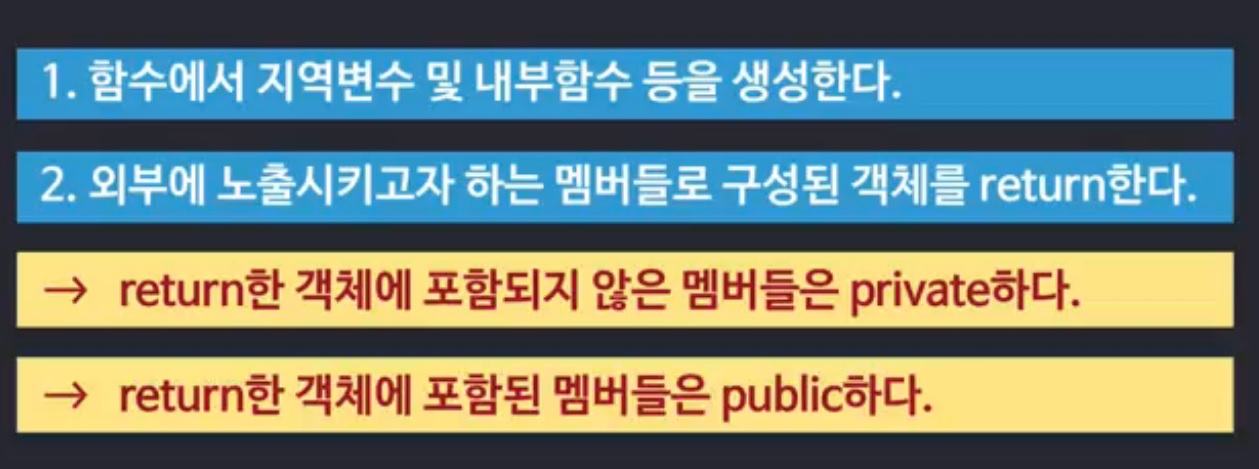 1. 함수에서 지역변수 및 내부함수 등을 생성한다.
2. 외부에 노출시키고자 하는 멤버들로 구성된 객체를 return한다.
→ return한 객체에 포함되지 않은 멤버들은 private하다.
→ return한 객체에 포함된 멤버들은 public하다.